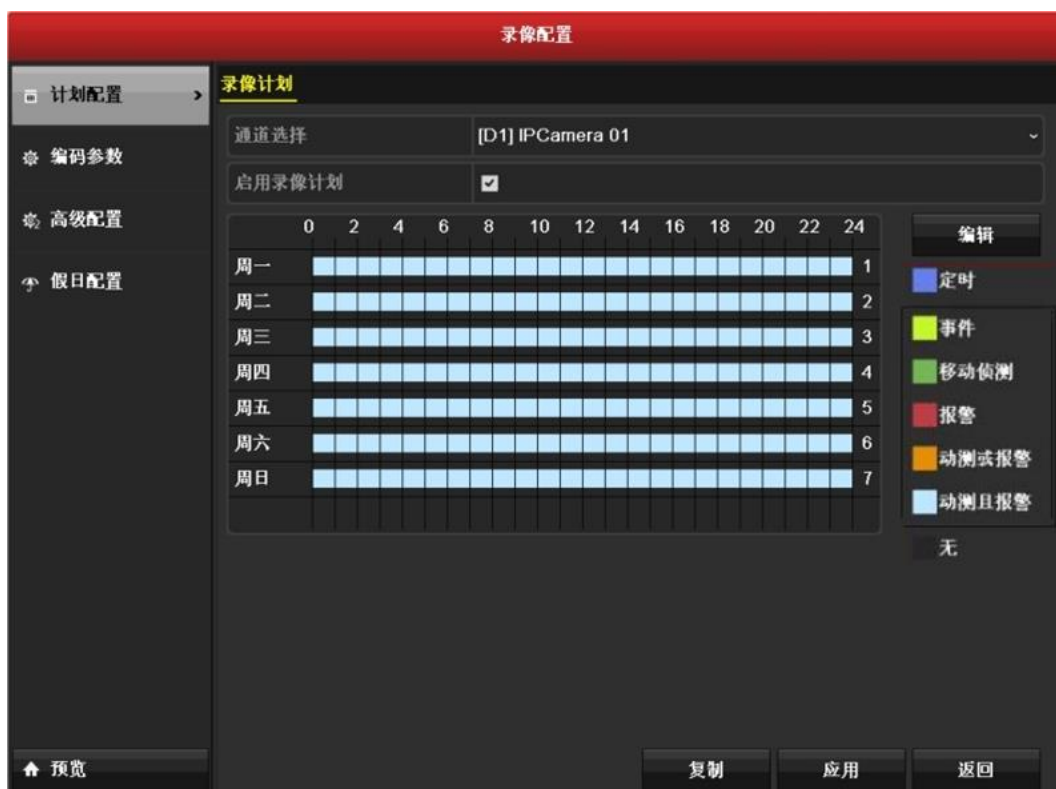 录像配置
计划配置
编码参数
高级配置
假日配置
预览
录像计划
通道选择 [D1] IPCamera 01
启用录像计划
0 2 4 6 8 10 12 14 16 18 20 22 24
周一 1
周二 2
周三 3
周四 4
周五 5
周六 6
周日 7
编辑
定时
事件
移动侦测
报警
动测或报警
动测且报警
无
复制 应用 返回